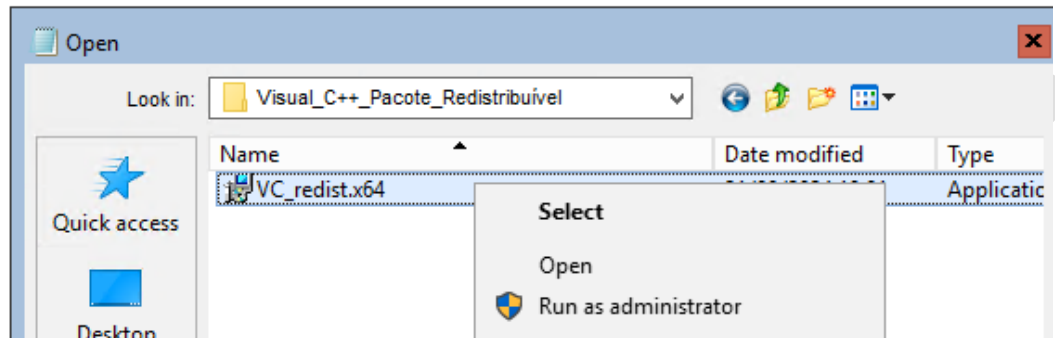 Open
Look in: Visual_C++_Pacote_Redistribuível
Name Date modified Type
VC_redist.x64
Select
Quick access
Open
Run as administrator
Desktop